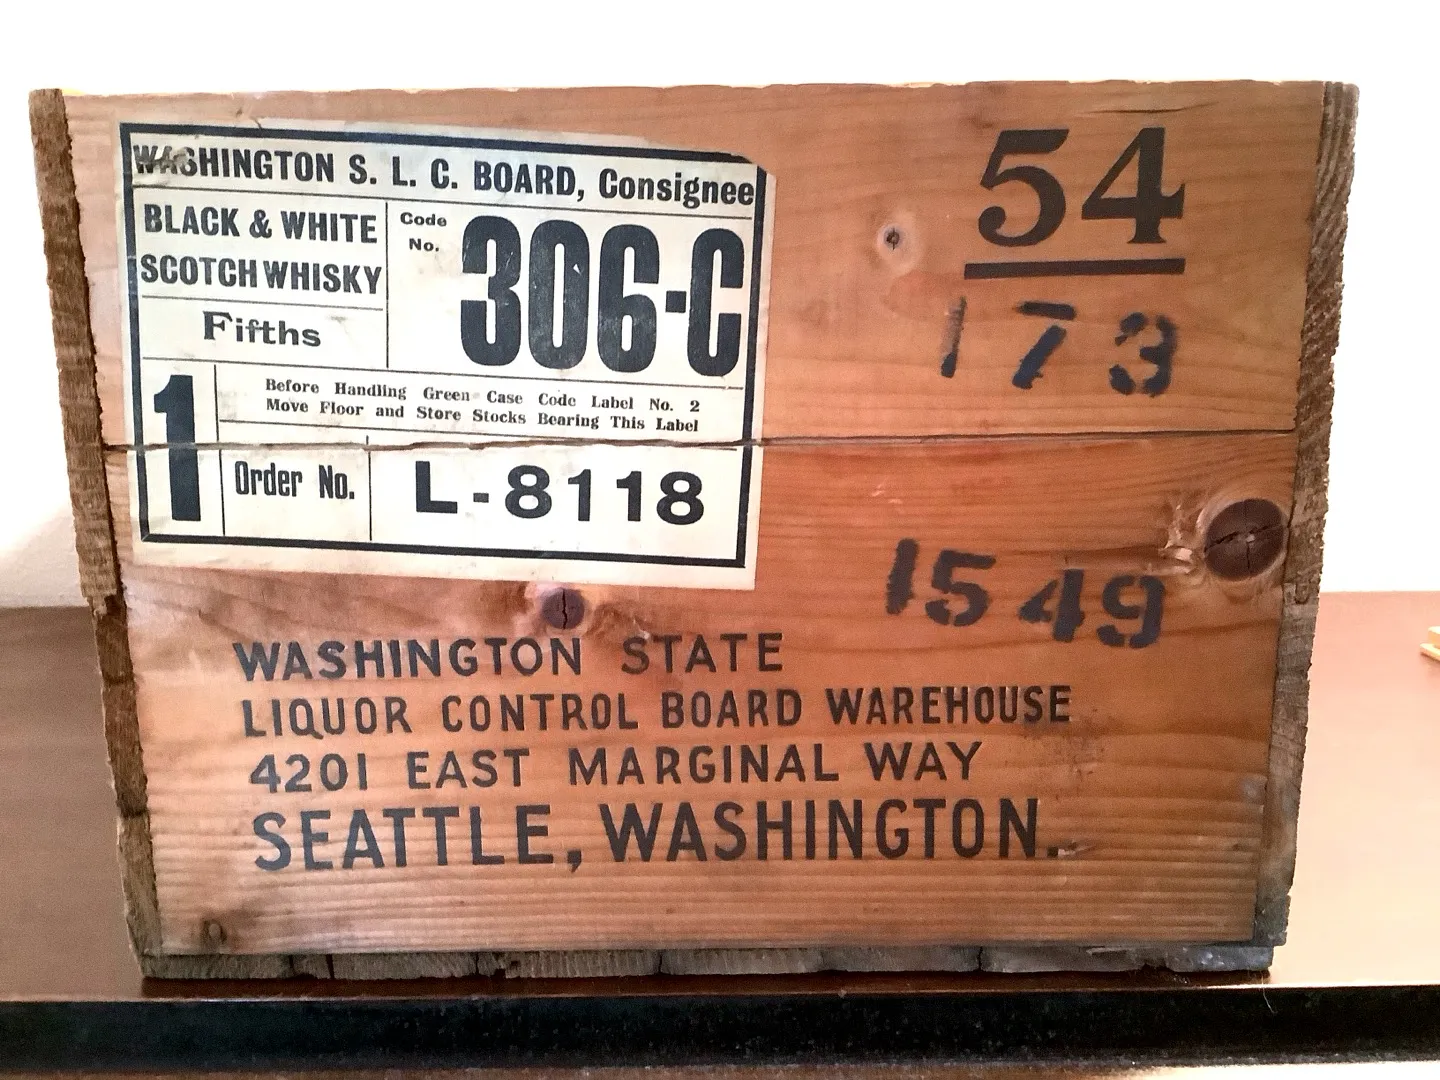 WASHINGTON S. L. C. BOARD, Consignee
BLACK & WHITE
SCOTCH WHISKY
Fifths
Code
No.
306-C
1
Before Handling Green Case Code Label No. 2
Move Floor and Store Stocks Bearing This Label
Order No.
L-8118
54
173
1549
WASHINGTON STATE
LIQUOR CONTROL BOARD WAREHOUSE
4201 EAST MARGINAL WAY
SEATTLE, WASHINGTON.